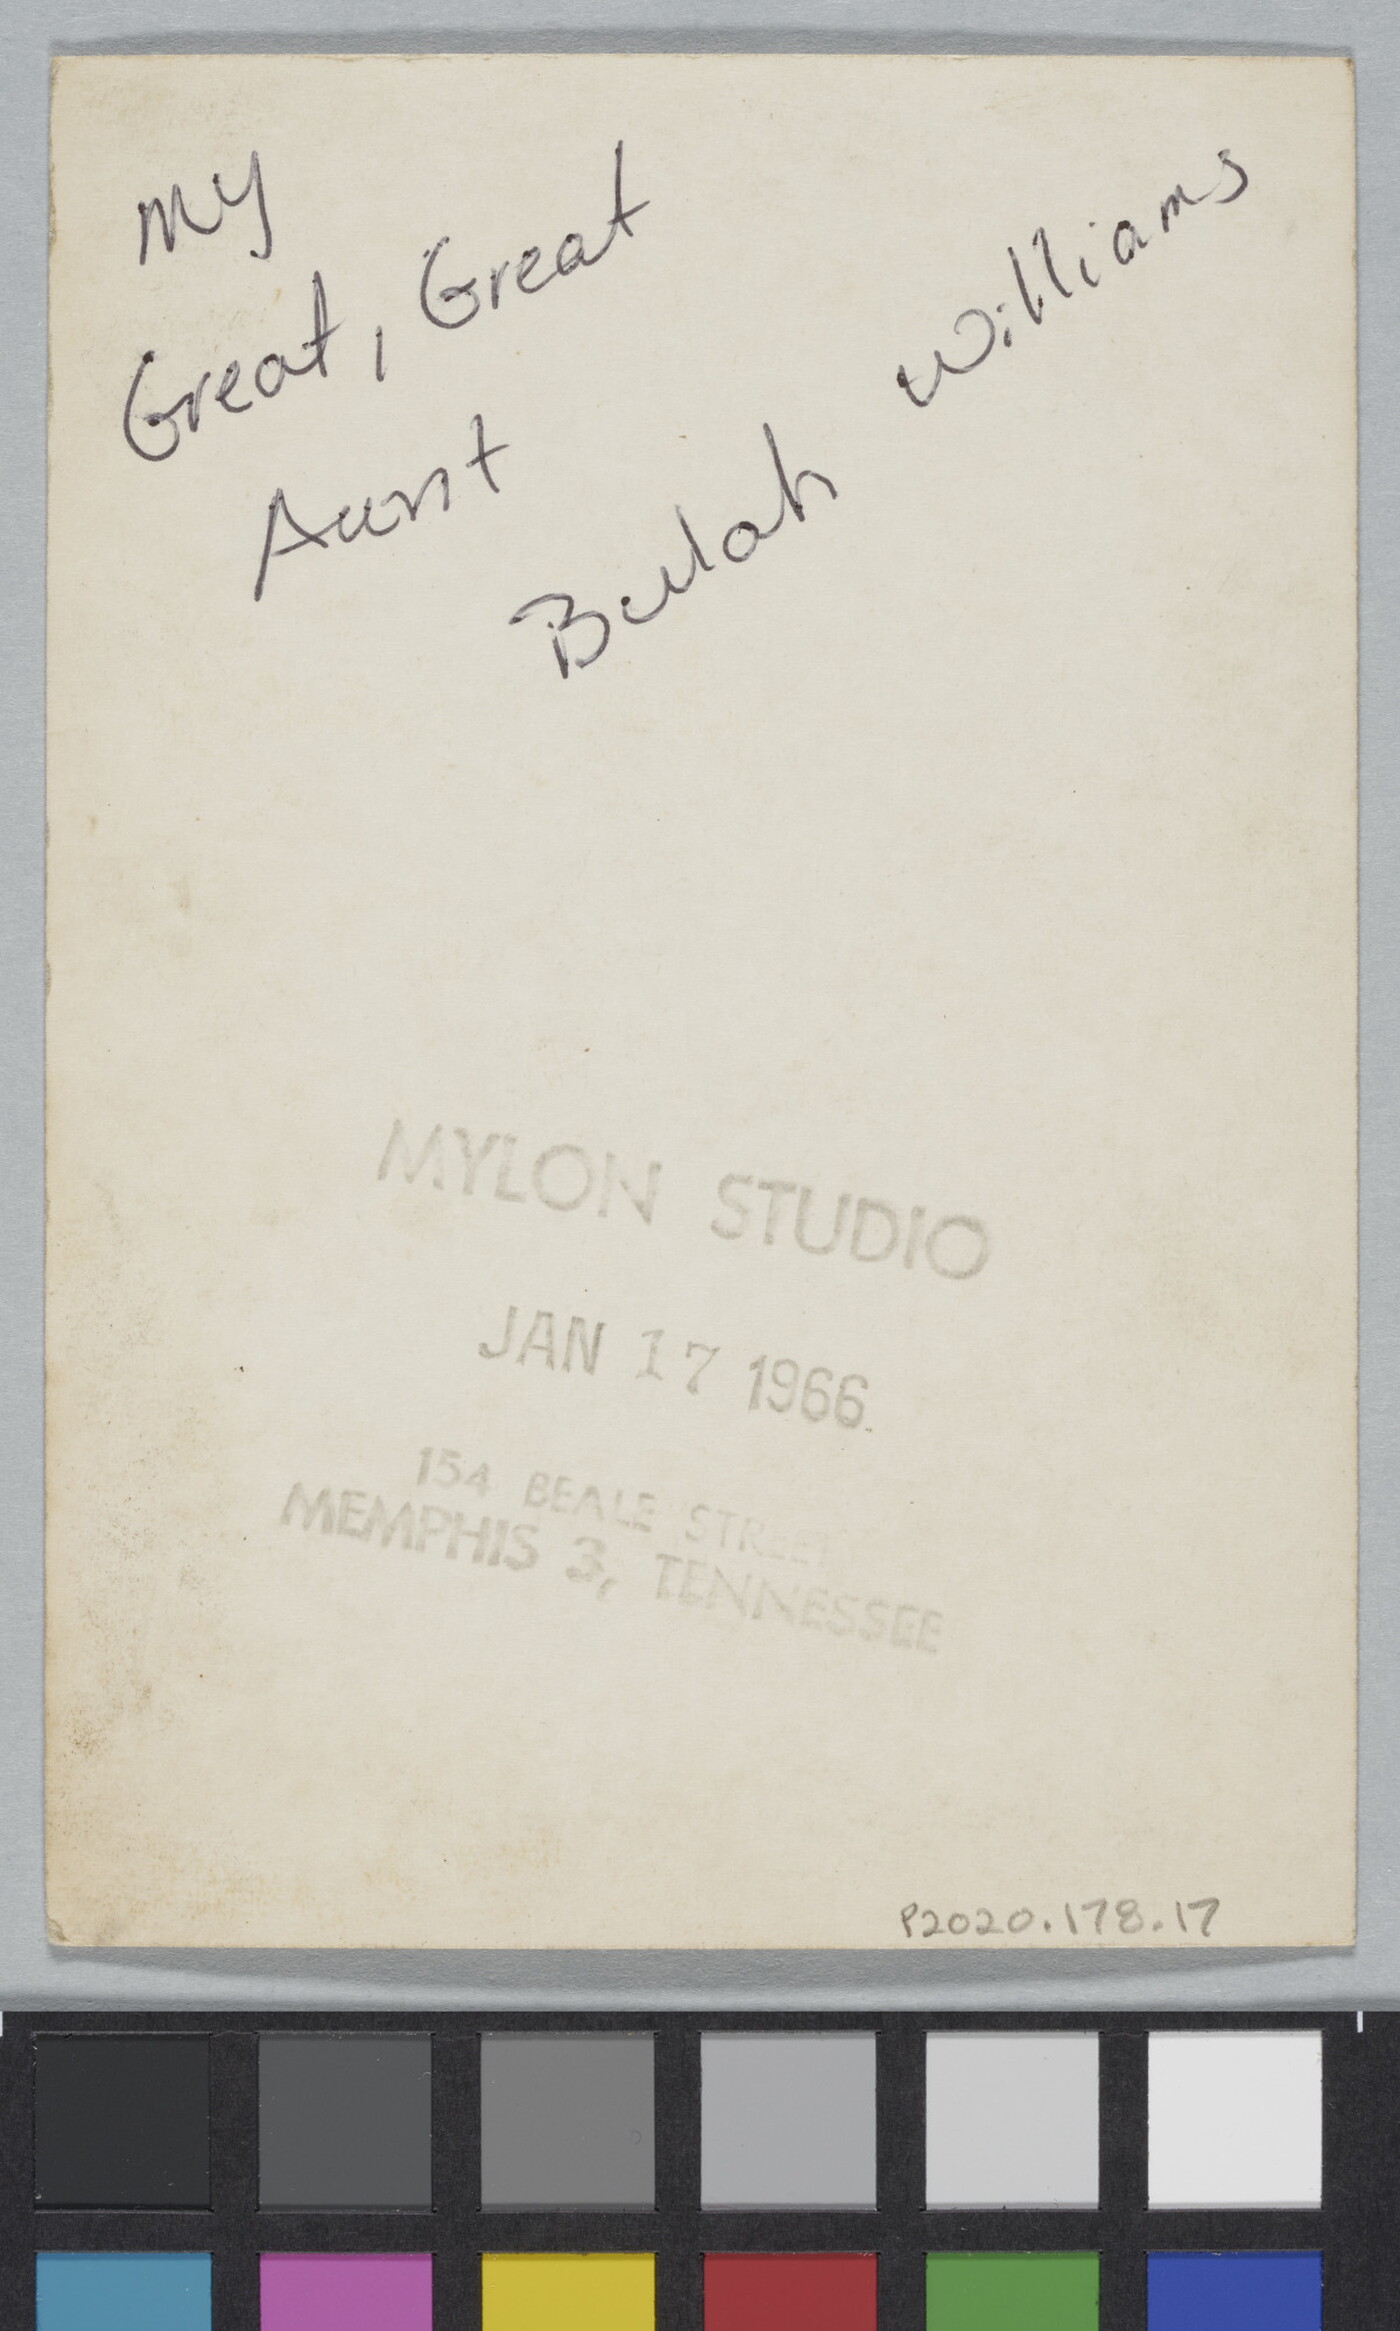 My
Great, Great
Aunt
Beulah Williams
MYLON STUDIO
JAN 17 1966
154 BEALE STREET
MEMPHIS 3, TENNESSEE
P2020.178.17